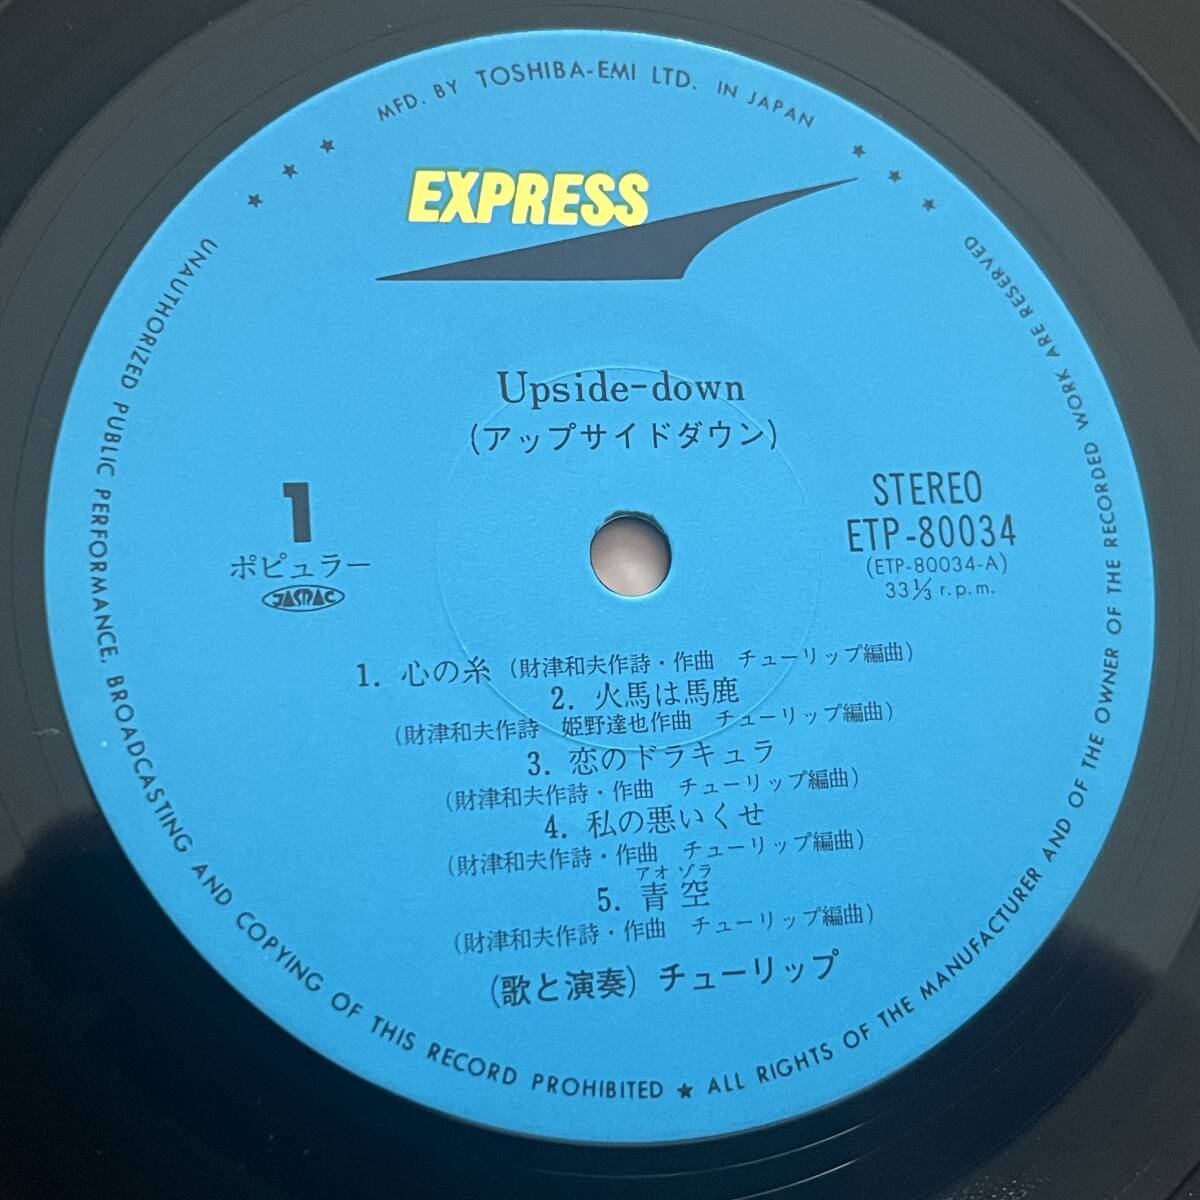 MFD. BY TOSHIBA-EMI LTD. IN JAPAN
EXPRESS
Upside-down
(アップサイドダウン)
1
ポピュラー
JASRAC
STEREO
ETP-80034
(ETP-80034-A)
33⅓ r.p.m.
1. 心の糸 (財津和夫作詩・作曲 チューリップ編曲)
2. 火馬は馬鹿
(財津和夫作詩 姫野達也作曲 チューリップ編曲)
3. 恋のドラキュラ
(財津和夫作詩・作曲 チューリップ編曲)
4. 私の悪いくせ
(財津和夫作詩・作曲 チューリップ編曲)
アオゾラ
5. 青空
(財津和夫作詩・作曲 チューリップ編曲)
(歌と演奏) チューリップ
UNAUTHORIZED PUBLIC PERFORMANCE, BROADCASTING AND COPYING OF THIS RECORD PROHIBITED ★ ALL RIGHTS OF THE MANUFACTURER AND OF THE OWNER OF THE RECORDED WORK ARE RESERVED